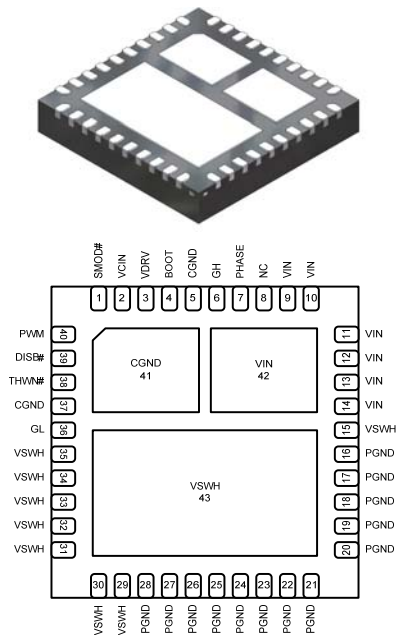 SMOD#
VCIN
VDRV
BOOT
CGND
GH
PHASE
NC
VIN
VIN
1 2 3 4 5 6 7 8 9 10
PWM 40
DISB# 39
THWN# 38
CGND 37
GL 36
VSWH 35
VSWH 34
VSWH 33
VSWH 32
VSWH 31
CGND
41
VIN
42
VSWH
43
11 VIN
12 VIN
13 VIN
14 VIN
15 VSWH
16 PGND
17 PGND
18 PGND
19 PGND
20 PGND
30 29 28 27 26 25 24 23 22 21
VSWH
VSWH
PGND
PGND
PGND
PGND
PGND
PGND
PGND
PGND